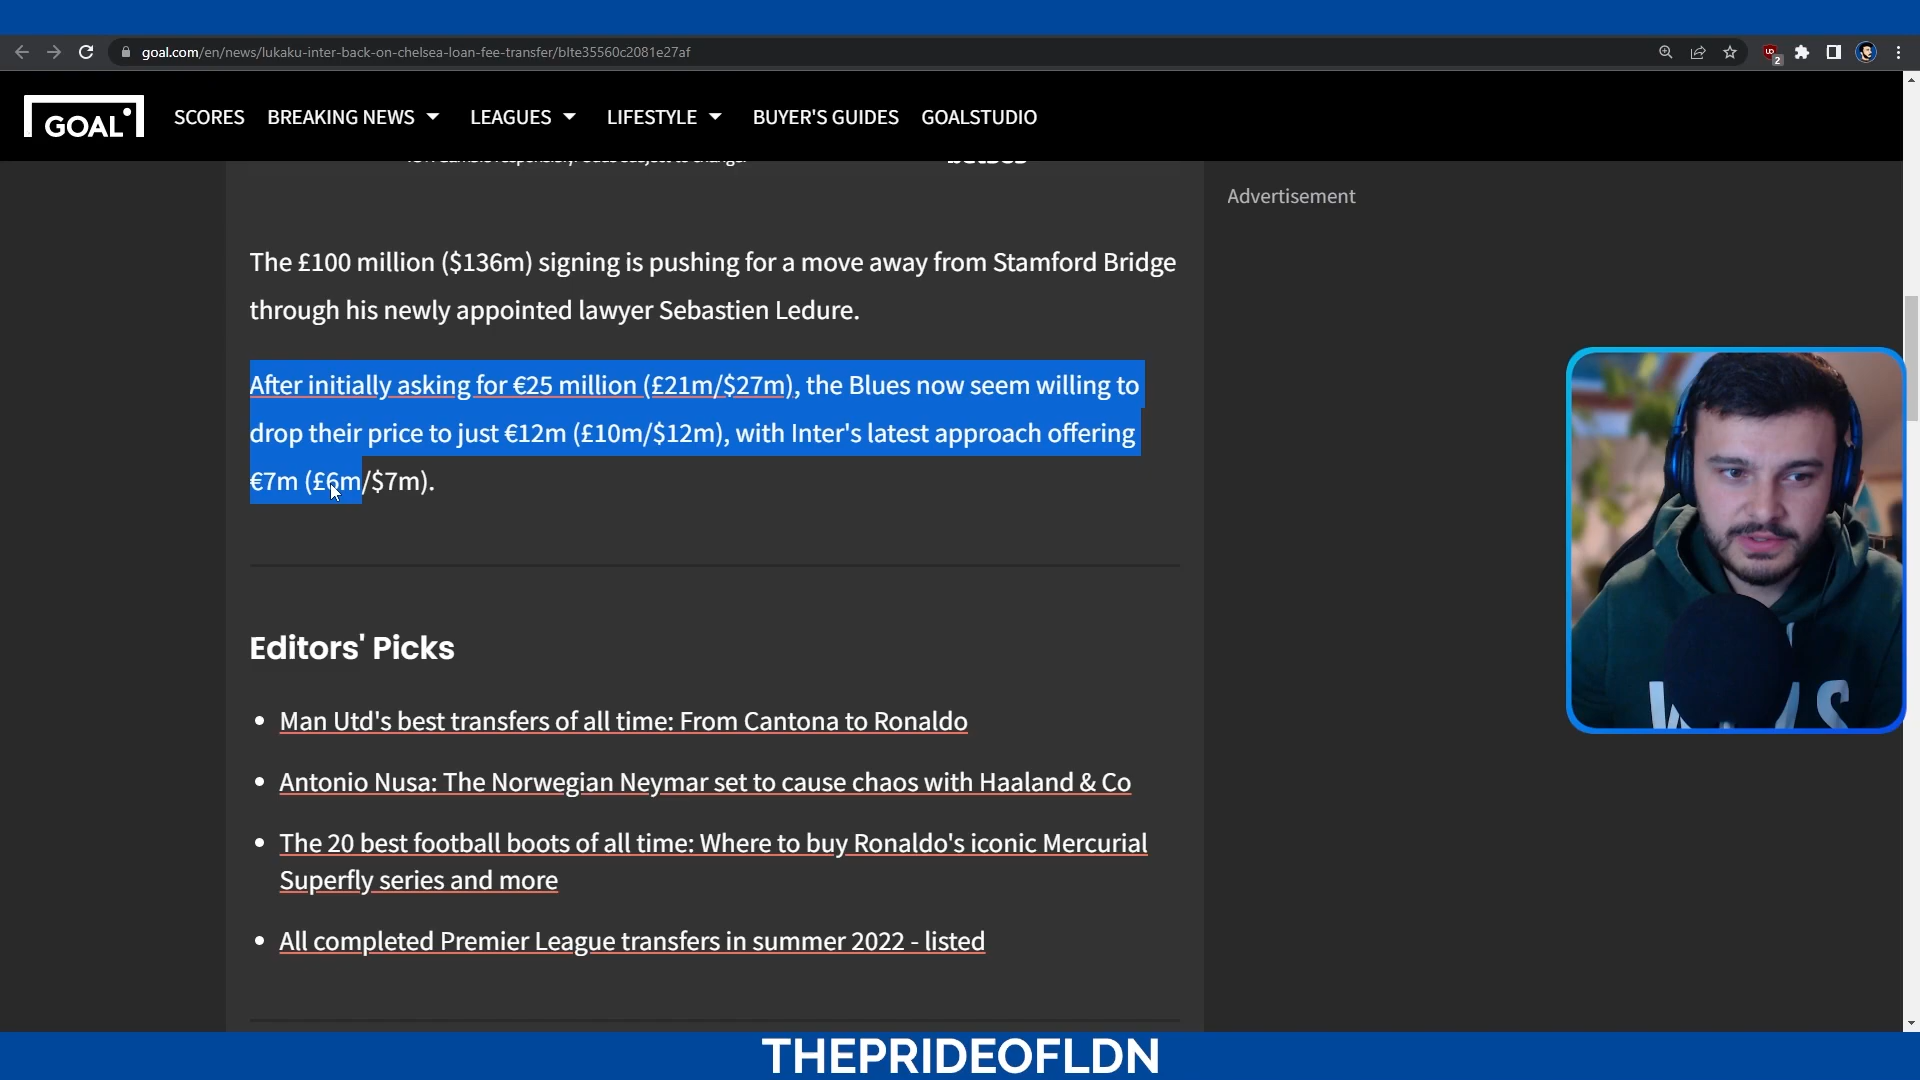 goal.com/en/news/lukaku-inter-back-on-chelsea-loan-fee-transfer/blte35560c2081e27af
2
GOAL
SCORES
BREAKING NEWS
LEAGUES
LIFESTYLE
BUYER'S GUIDES
GOALSTUDIO
Advertisement
The £100 million ($136m) signing is pushing for a move away from Stamford Bridge
through his newly appointed lawyer Sebastien Ledure.
After initially asking for €25 million (£21m/$27m), the Blues now seem willing to
drop their price to just €12m (£10m/$12m), with Inter's latest approach offering
€7m (£6m/$7m).
Editors' Picks
Man Utd's best transfers of all time: From Cantona to Ronaldo
Antonio Nusa: The Norwegian Neymar set to cause chaos with Haaland & Co
The 20 best football boots of all time: Where to buy Ronaldo's iconic Mercurial
Superfly series and more
All completed Premier League transfers in summer 2022 - listed
THEPRIDEOFLDN